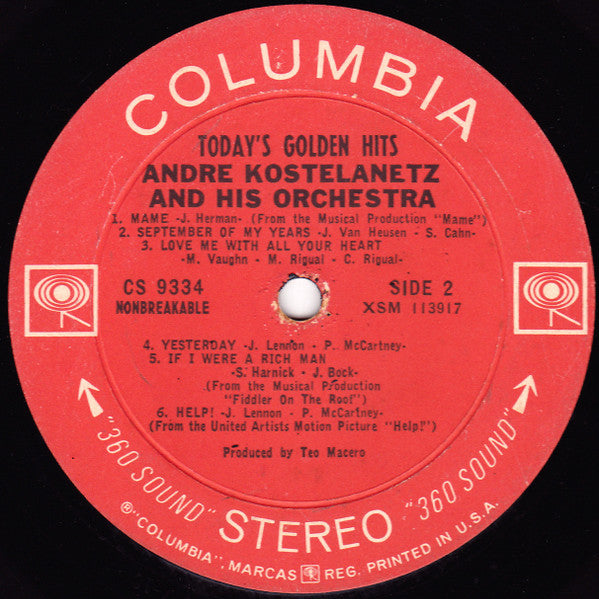 COLUMBIA
TODAY'S GOLDEN HITS
ANDRE KOSTELANETZ
AND HIS ORCHESTRA
1. MAME -J. Herman- (From the Musical Production "Mame")
2. SEPTEMBER OF MY YEARS -J. Van Heusen - S. Cahn-
3. LOVE ME WITH ALL YOUR HEART
-M. Vaughn - M. Rigual - C. Rigual-
CS 9334
NONBREAKABLE
SIDE 2
XSM 113917
4. YESTERDAY -J. Lennon - P. McCartney-
5. IF I WERE A RICH MAN
-S. Harnick - J. Bock-
(From the Musical Production
"Fiddler On The Roof")
6. HELP! -J. Lennon - P. McCartney-
(From the United Artists Motion Picture "Help!")
Produced by Teo Macero
"360 SOUND" STEREO "360 SOUND"
®"COLUMBIA", MARCAS REG. PRINTED IN U.S.A.